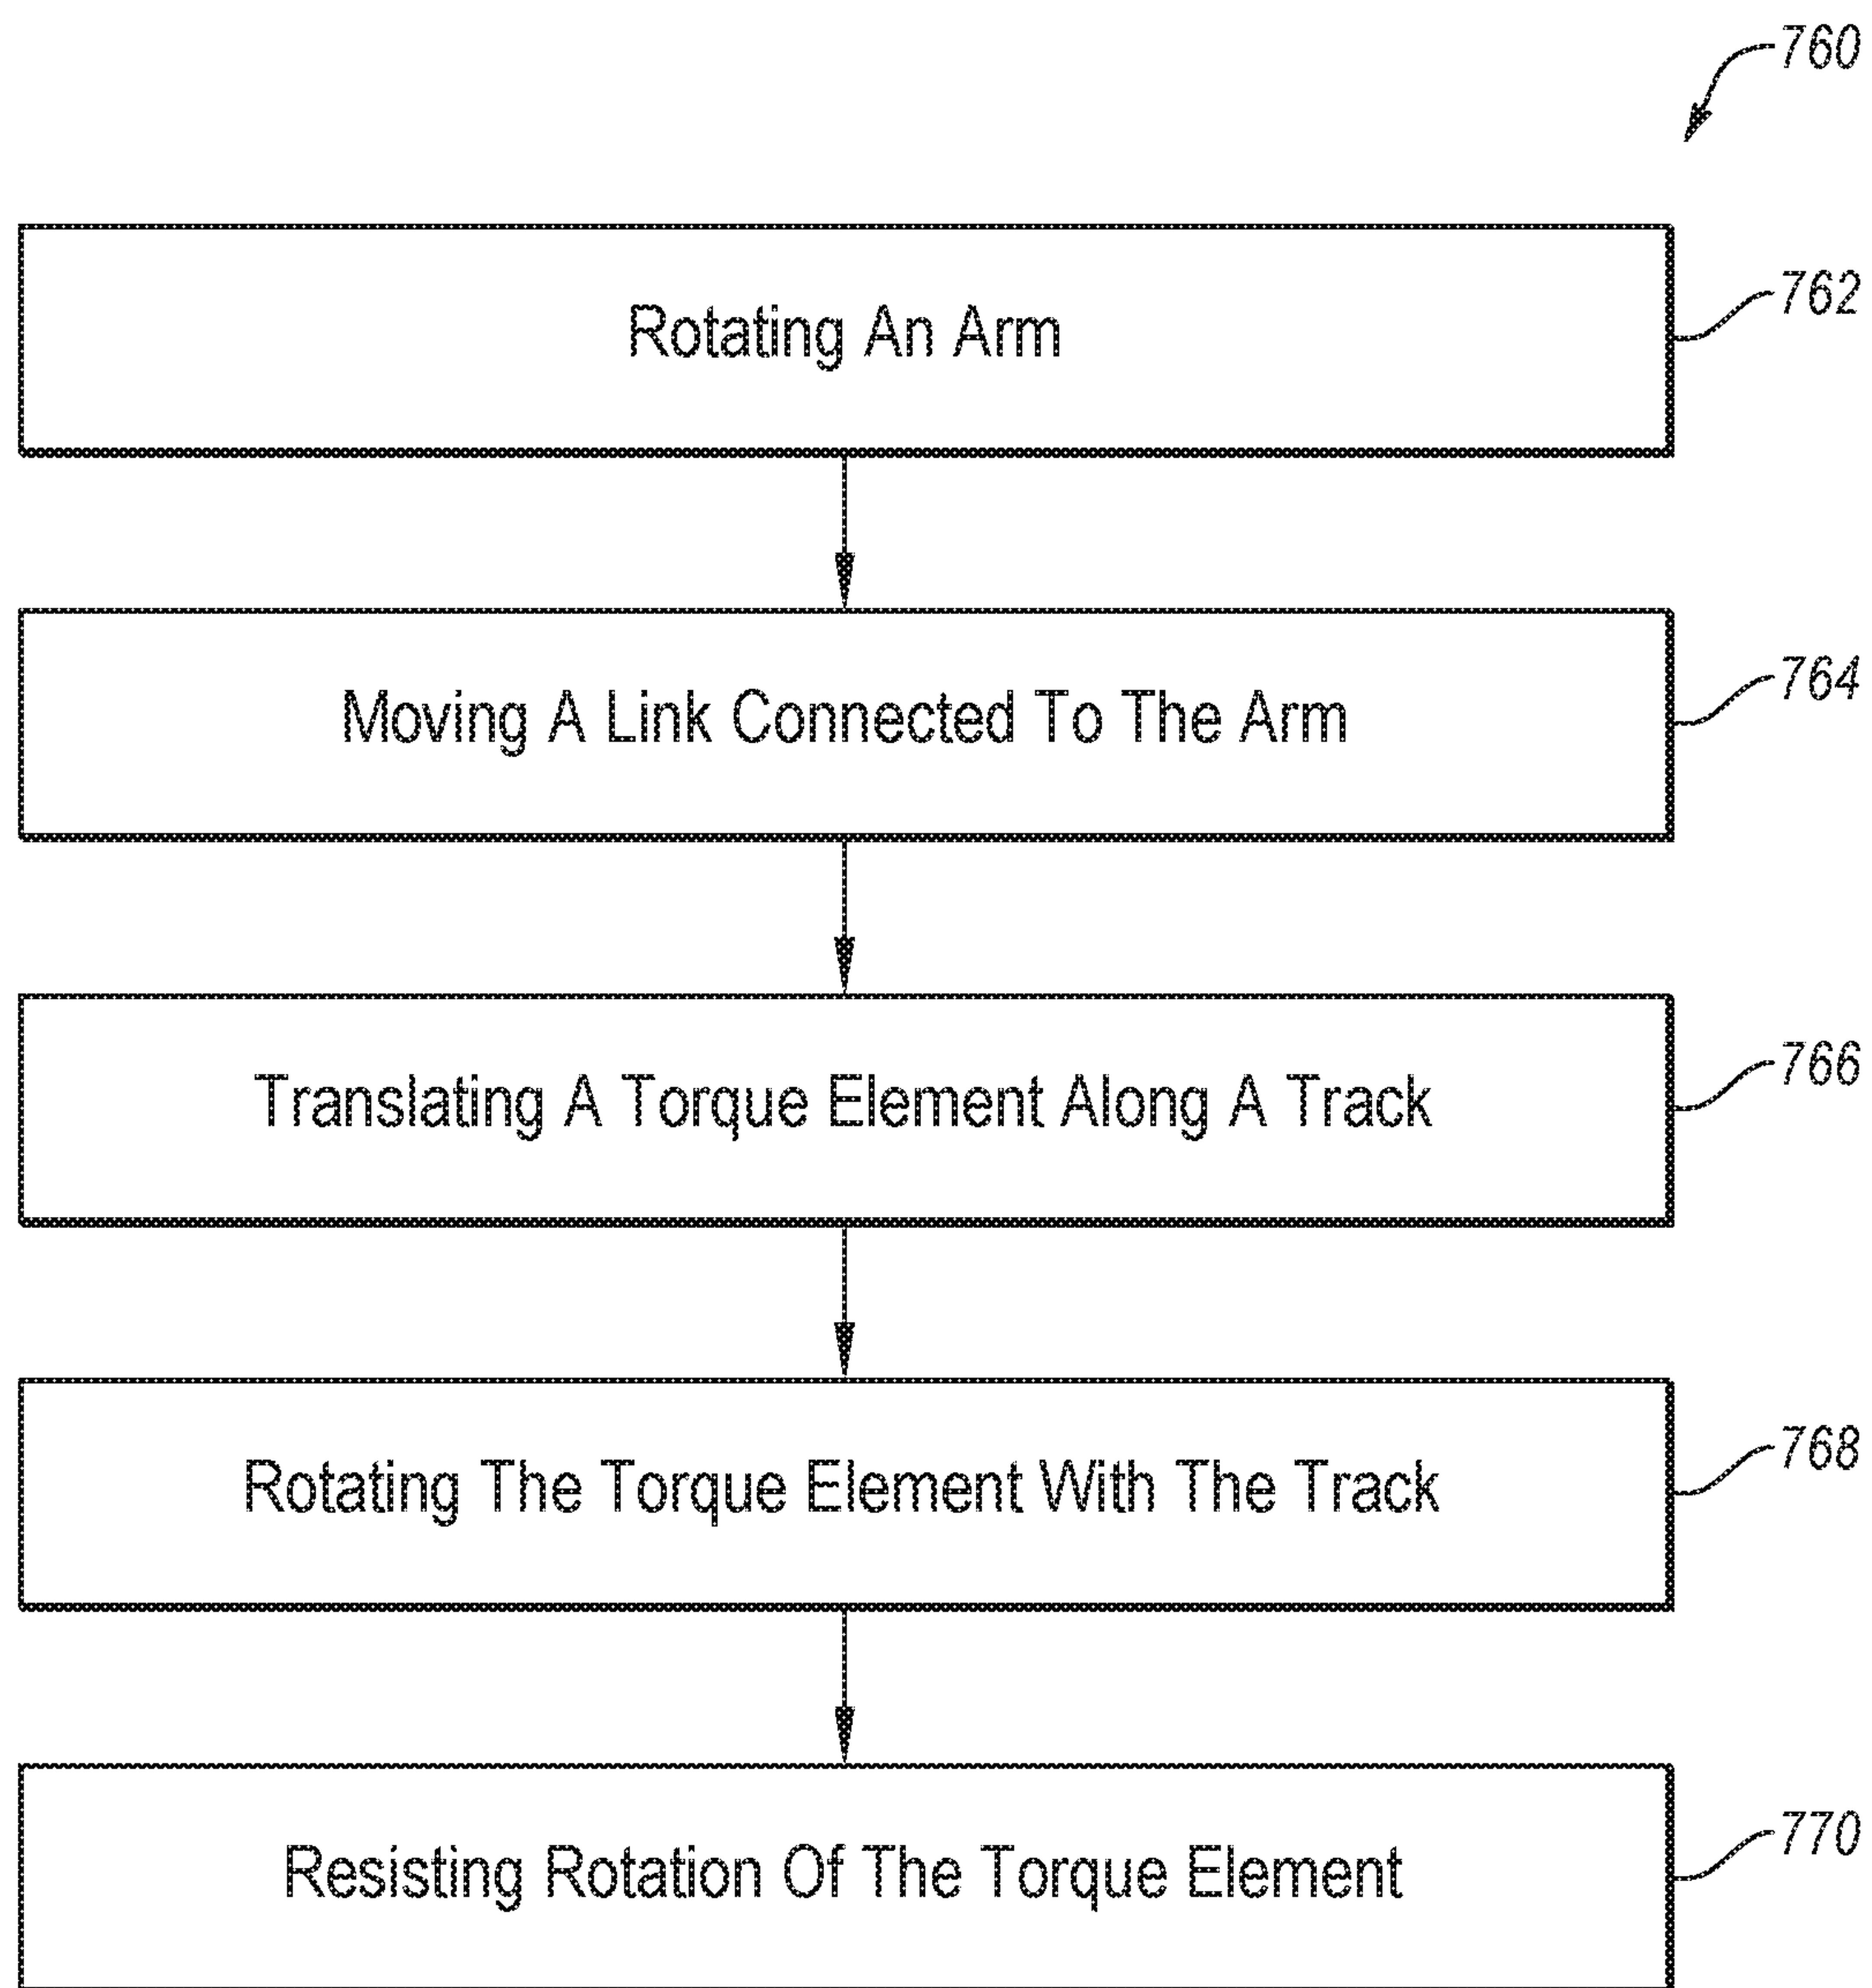 760
Rotating An Arm
762
Moving A Link Connected To The Arm
764
Translating A Torque Element Along A Track
766
Rotating The Torque Element With The Track
768
Resisting Rotation Of The Torque Element
770